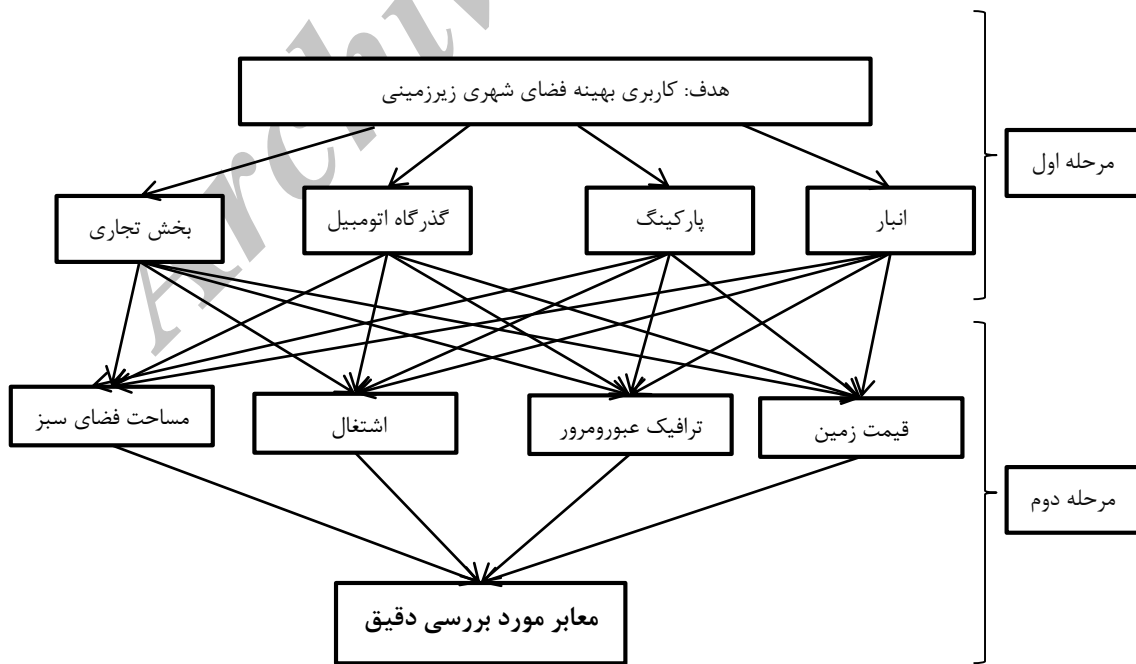 هدف: کاربری بهینه فضای شهری زیرزمینی
مرحله اول
انبار
پارکینگ
گذرگاه اتومبیل
بخش تجاری
قیمت زمین
ترافیک عبورومرور
اشتغال
مساحت فضای سبز
مرحله دوم
معابر مورد بررسی دقیق
Archiv